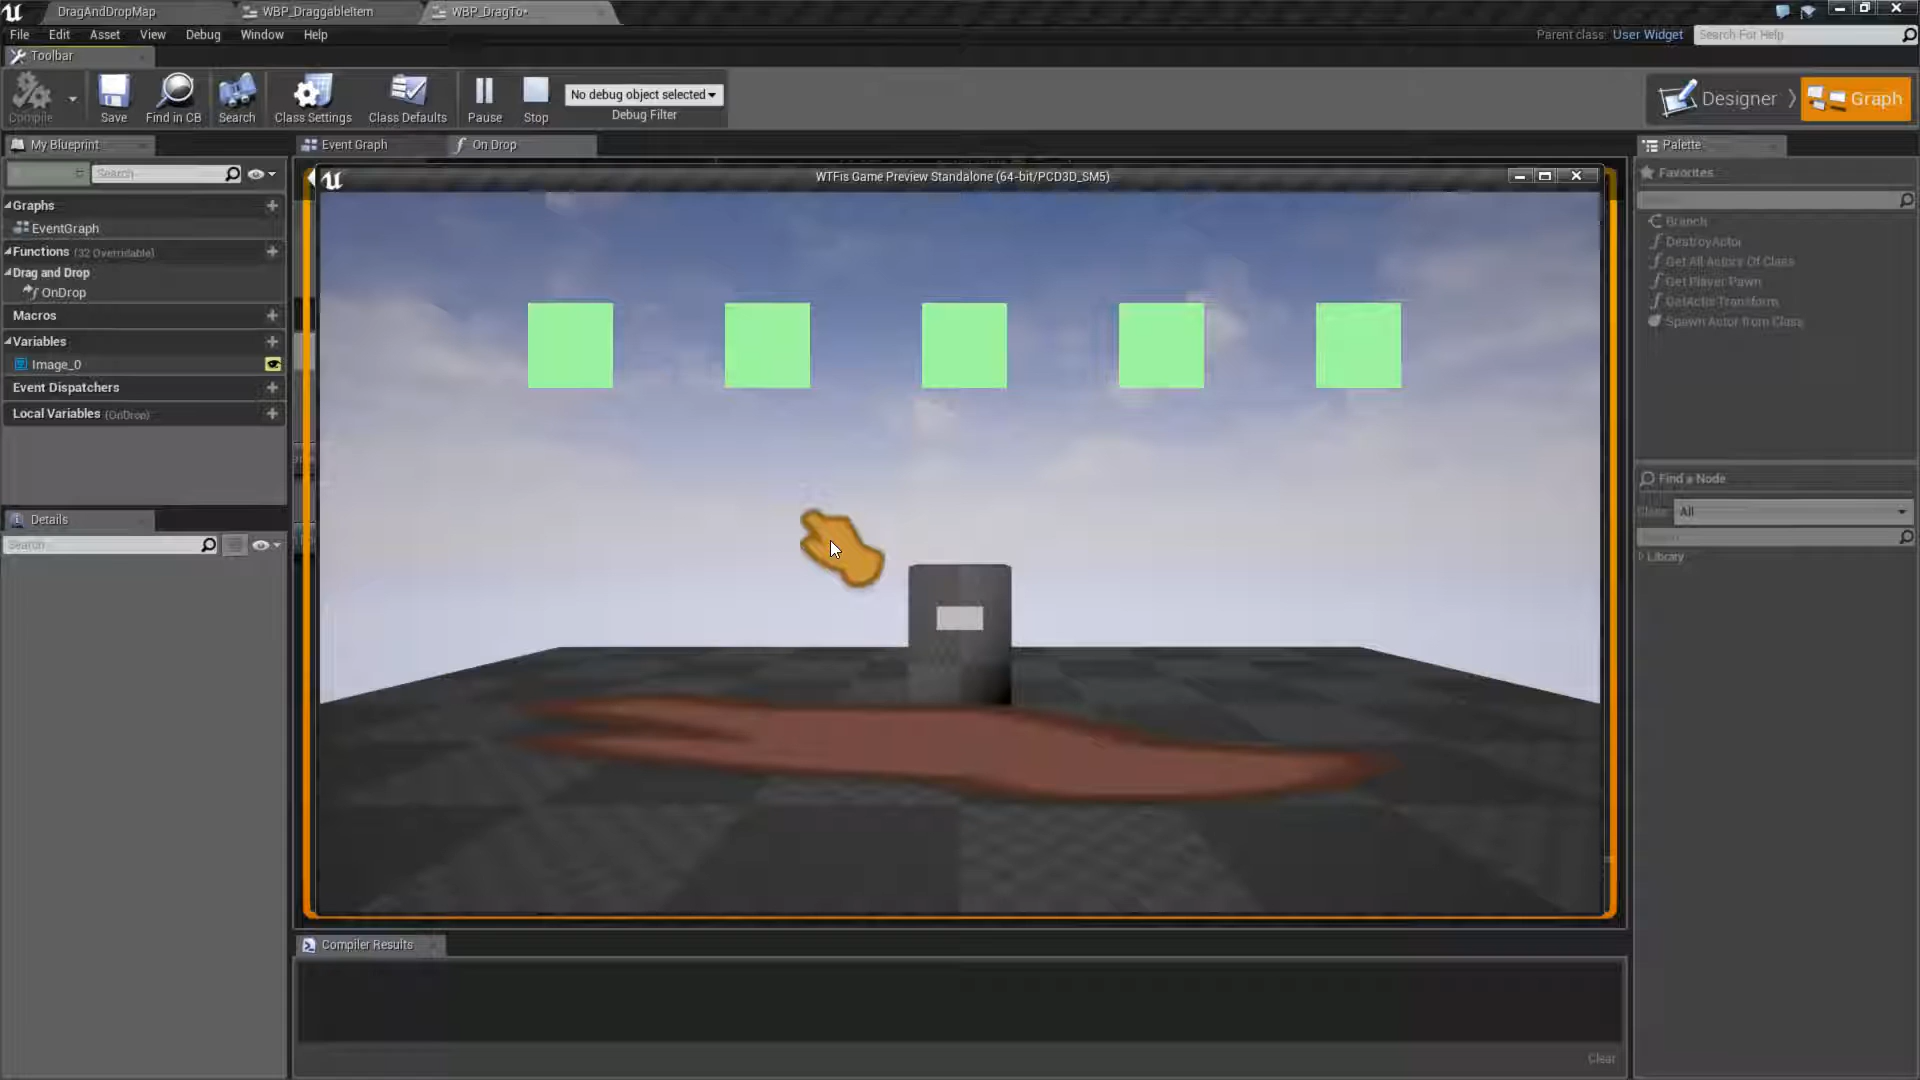 DragAndDropMap
WBP_DraggableItem
WBP_DragTo*
File Edit Asset View Debug Window Help
Parent class: User Widget
Search For Help
Toolbar
Compile
Save
Find in CB
Search
Class Settings
Class Defaults
Pause
Stop
No debug object selected
Debug Filter
Designer
Graph
My Blueprint
Event Graph
On Drop
Palette
Search
WTFis Game Preview Standalone (64-bit/PCD3D_SM5)
Favorites
Graphs
EventGraph
Functions (32 Overridable)
Drag and Drop
OnDrop
Macros
Variables
Image_0
Event Dispatchers
Local Variables (OnDrop)
Branch
DestroyActor
Get All Actors Of Class
Get Player Pawn
GetActorTransform
Spawn Actor from Class
Find a Node
Class: All
Search
Library
Details
Search
Compiler Results
Clear